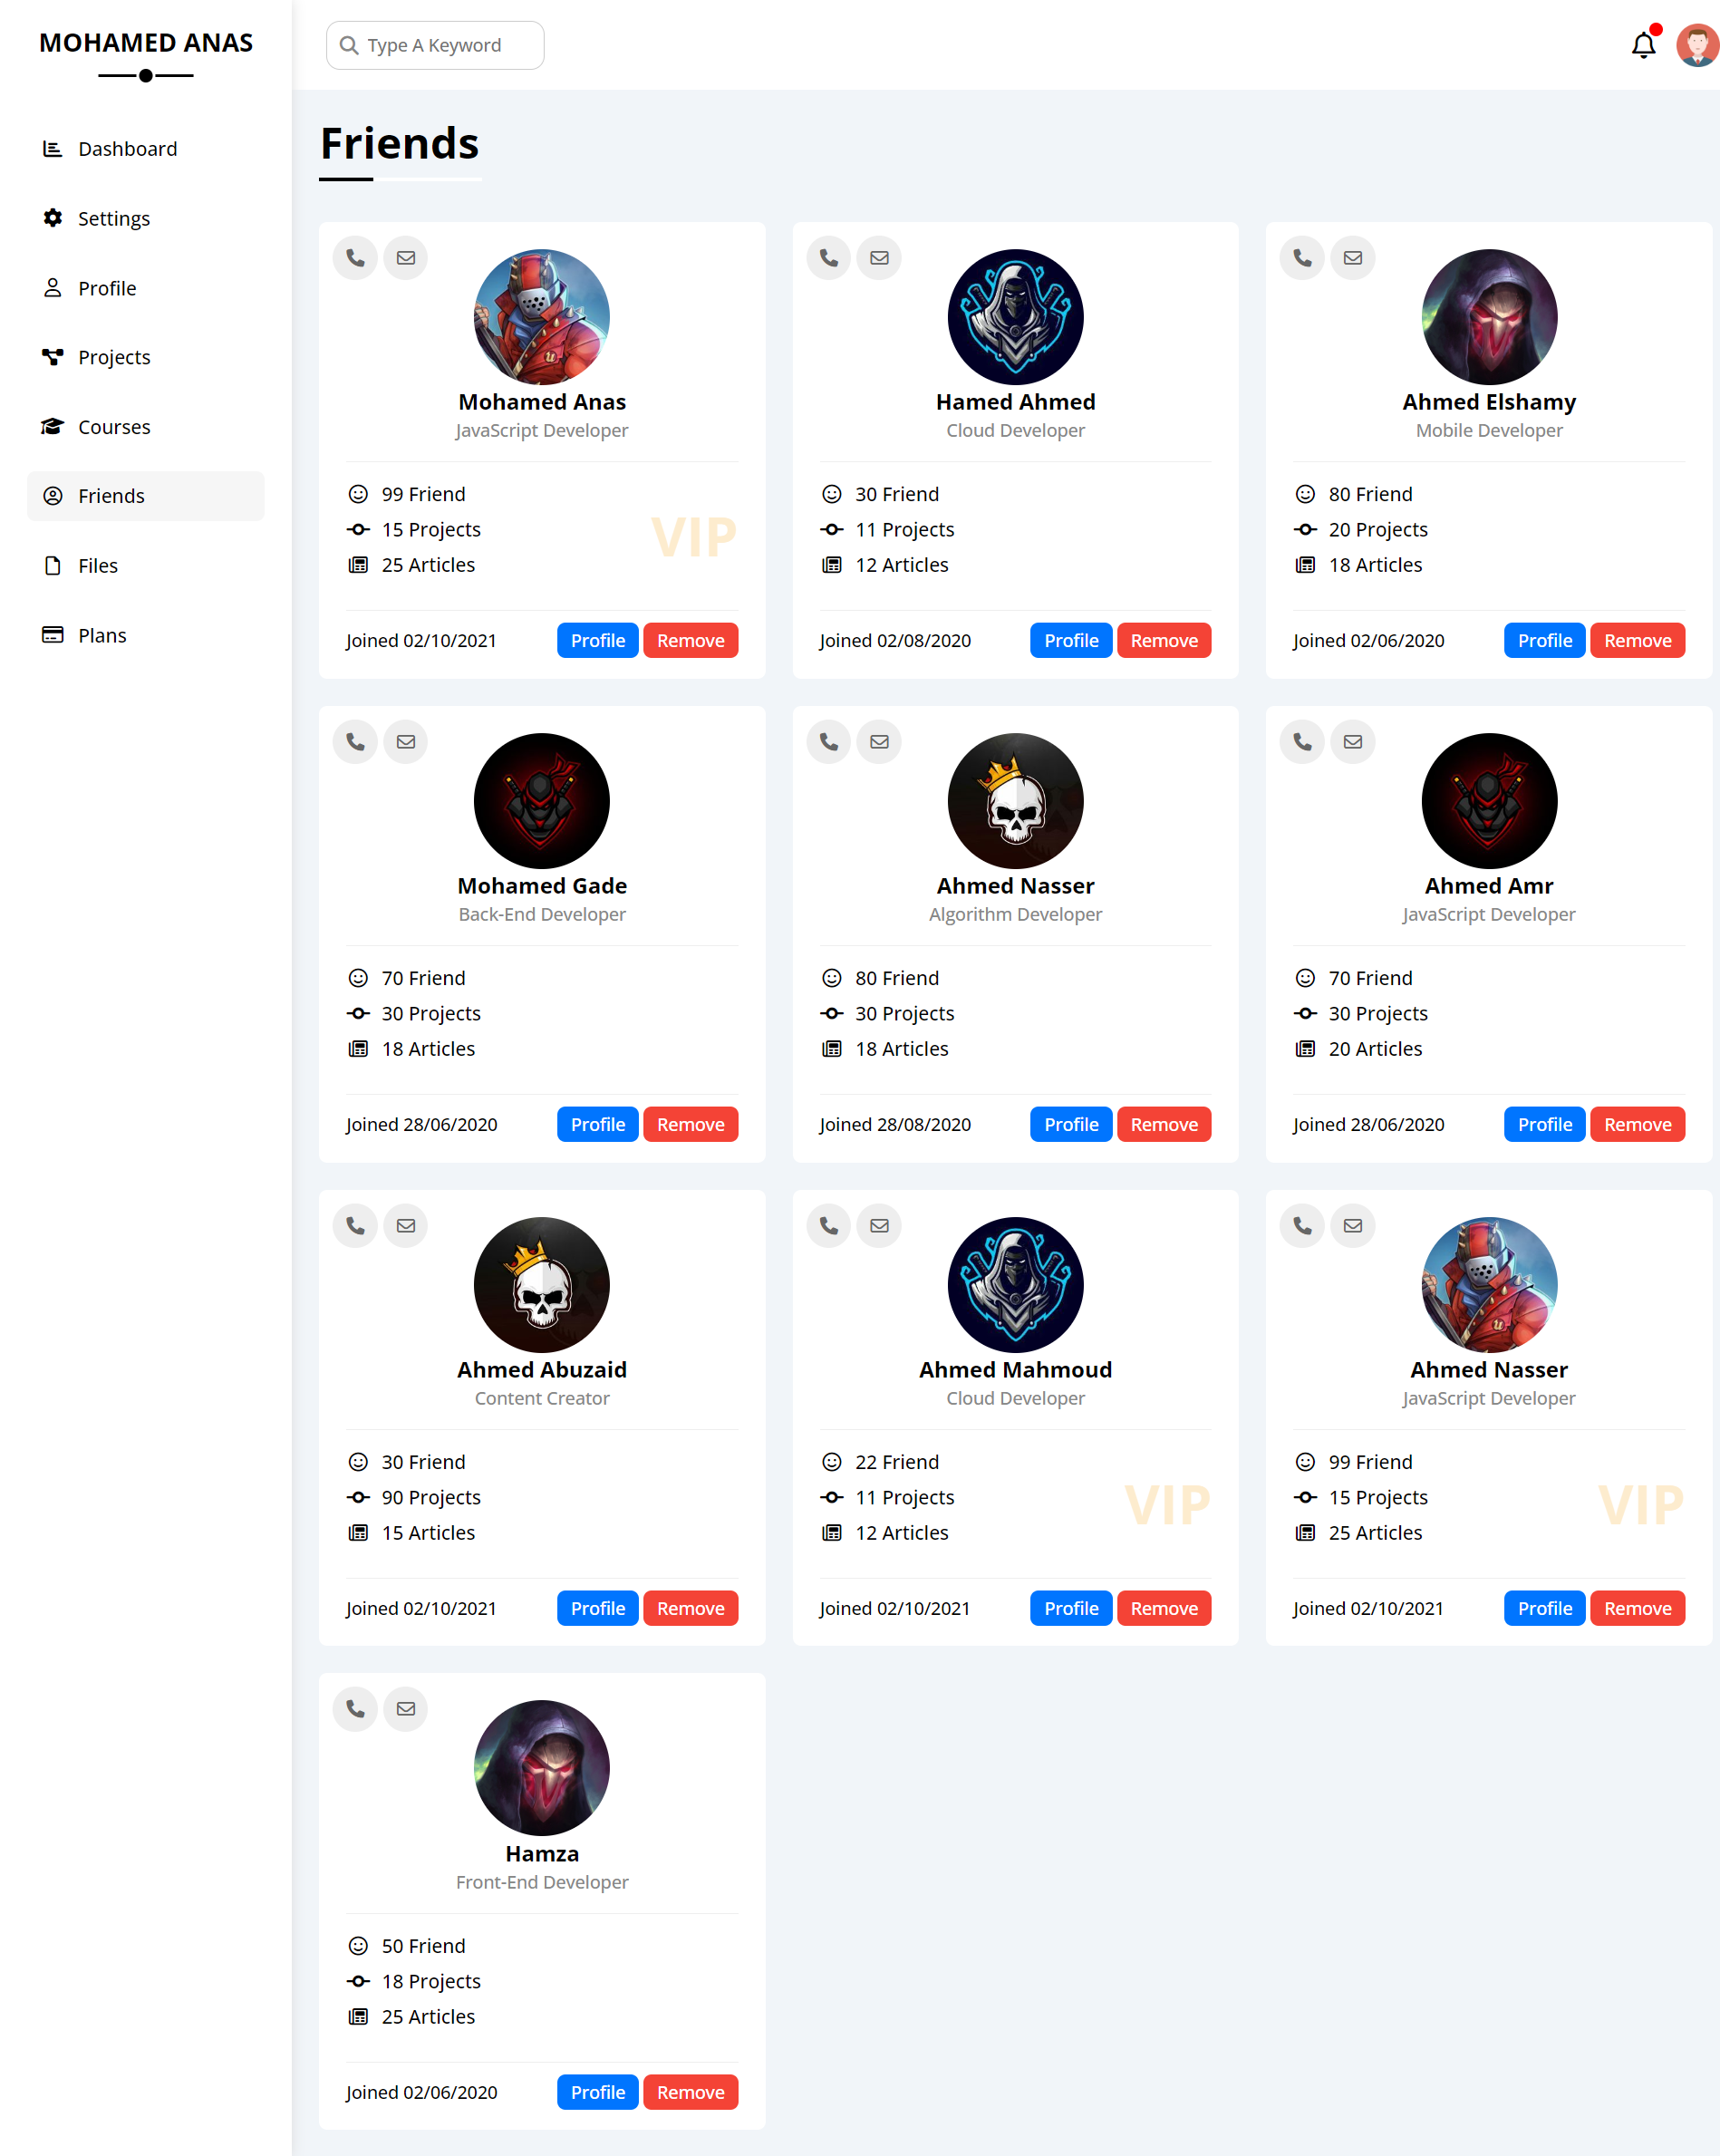 MOHAMED ANAS
Type A Keyword
Dashboard
Settings
Profile
Projects
Courses
Friends
Files
Plans
Friends
Mohamed Anas
JavaScript Developer
99 Friend
15 Projects
25 Articles
VIP
Joined 02/10/2021
Profile
Remove
Hamed Ahmed
Cloud Developer
30 Friend
11 Projects
12 Articles
Joined 02/08/2020
Profile
Remove
Ahmed Elshamy
Mobile Developer
80 Friend
20 Projects
18 Articles
Joined 02/06/2020
Profile
Remove
Mohamed Gade
Back-End Developer
70 Friend
30 Projects
18 Articles
Joined 28/06/2020
Profile
Remove
Ahmed Nasser
Algorithm Developer
80 Friend
30 Projects
18 Articles
Joined 28/08/2020
Profile
Remove
Ahmed Amr
JavaScript Developer
70 Friend
30 Projects
20 Articles
Joined 28/06/2020
Profile
Remove
Ahmed Abuzaid
Content Creator
30 Friend
90 Projects
15 Articles
Joined 02/10/2021
Profile
Remove
Ahmed Mahmoud
Cloud Developer
22 Friend
11 Projects
12 Articles
VIP
Joined 02/10/2021
Profile
Remove
Ahmed Nasser
JavaScript Developer
99 Friend
15 Projects
25 Articles
VIP
Joined 02/10/2021
Profile
Remove
Hamza
Front-End Developer
50 Friend
18 Projects
25 Articles
Joined 02/06/2020
Profile
Remove